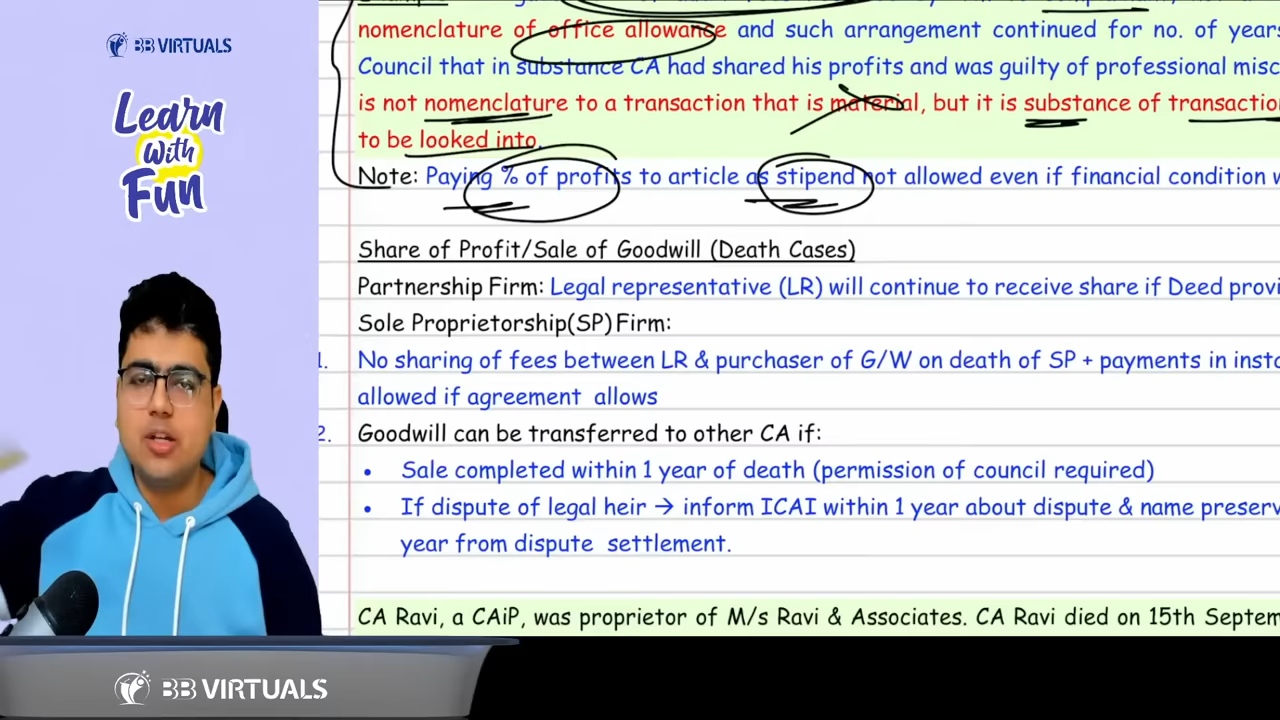 BB VIRTUALS
Learn
With
Fun
nomenclature of office allowance and such arrangement continued for no. of years
Council that in substance CA had shared his profits and was guilty of professional misc
is not nomenclature to a transaction that is material, but it is substance of transactio
to be looked into.
Note: Paying % of profits to article as stipend not allowed even if financial condition w
Share of Profit/Sale of Goodwill (Death Cases)
Partnership Firm: Legal representative (LR) will continue to receive share if Deed provi
Sole Proprietorship(SP)Firm:
1. No sharing of fees between LR & purchaser of G/W on death of SP + payments in insta
allowed if agreement allows
2. Goodwill can be transferred to other CA if:
• Sale completed within 1 year of death (permission of council required)
• If dispute of legal heir → inform ICAI within 1 year about dispute & name preserv
year from dispute settlement.
CA Ravi, a CAiP, was proprietor of M/s Ravi & Associates. CA Ravi died on 15th Septem
BB VIRTUALS